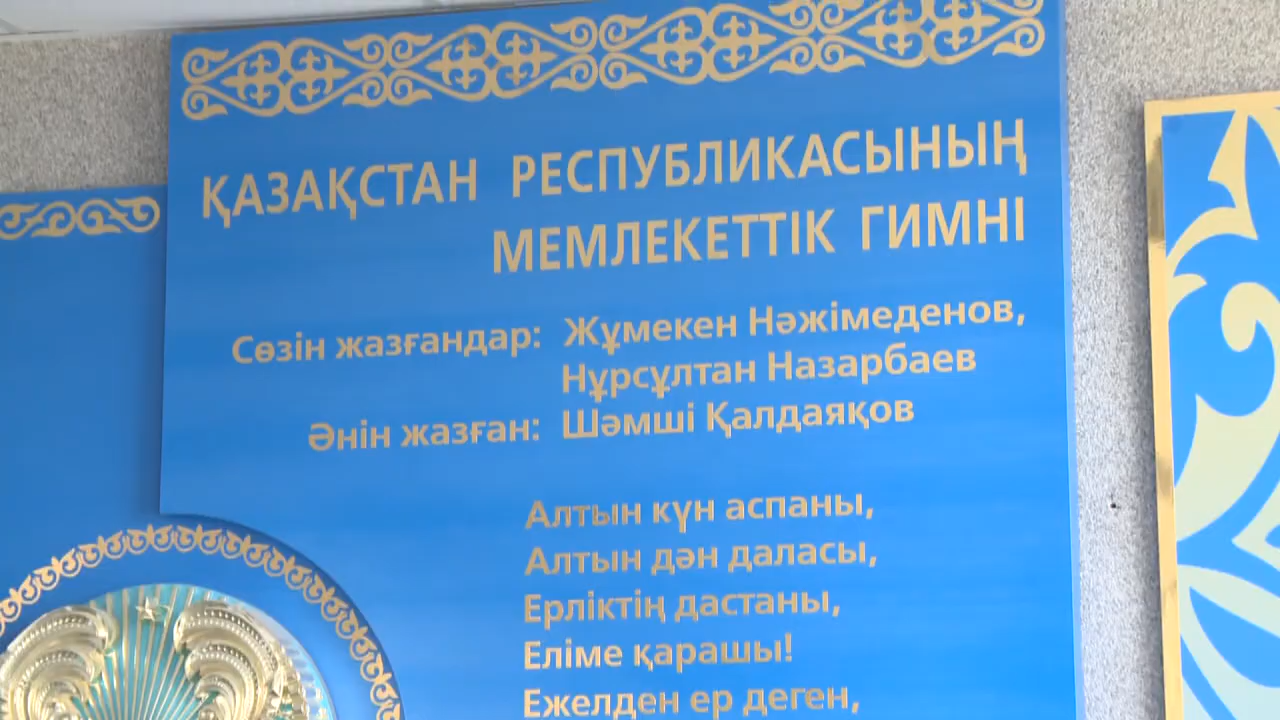 ҚАЗАҚСТАН РЕСПУБЛИКАСЫНЫҢ
МЕМЛЕКЕТТІК ГИМНІ
Сөзін жазғандар: Жұмекен Нәжімеденов,
Нұрсұлтан Назарбаев
Әнін жазған: Шәмші Қалдаяқов
Алтын күн аспаны,
Алтын дән даласы,
Ерліктің дастаны,
Еліме қарашы!
Ежелден ер деген,